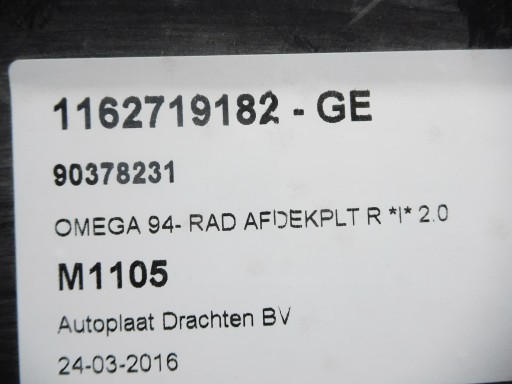 1162719182 - GE
90378231
OMEGA 94- RAD AFDEKPLT R *I* 2.0
M1105
Autoplaat Drachten BV
24-03-2016